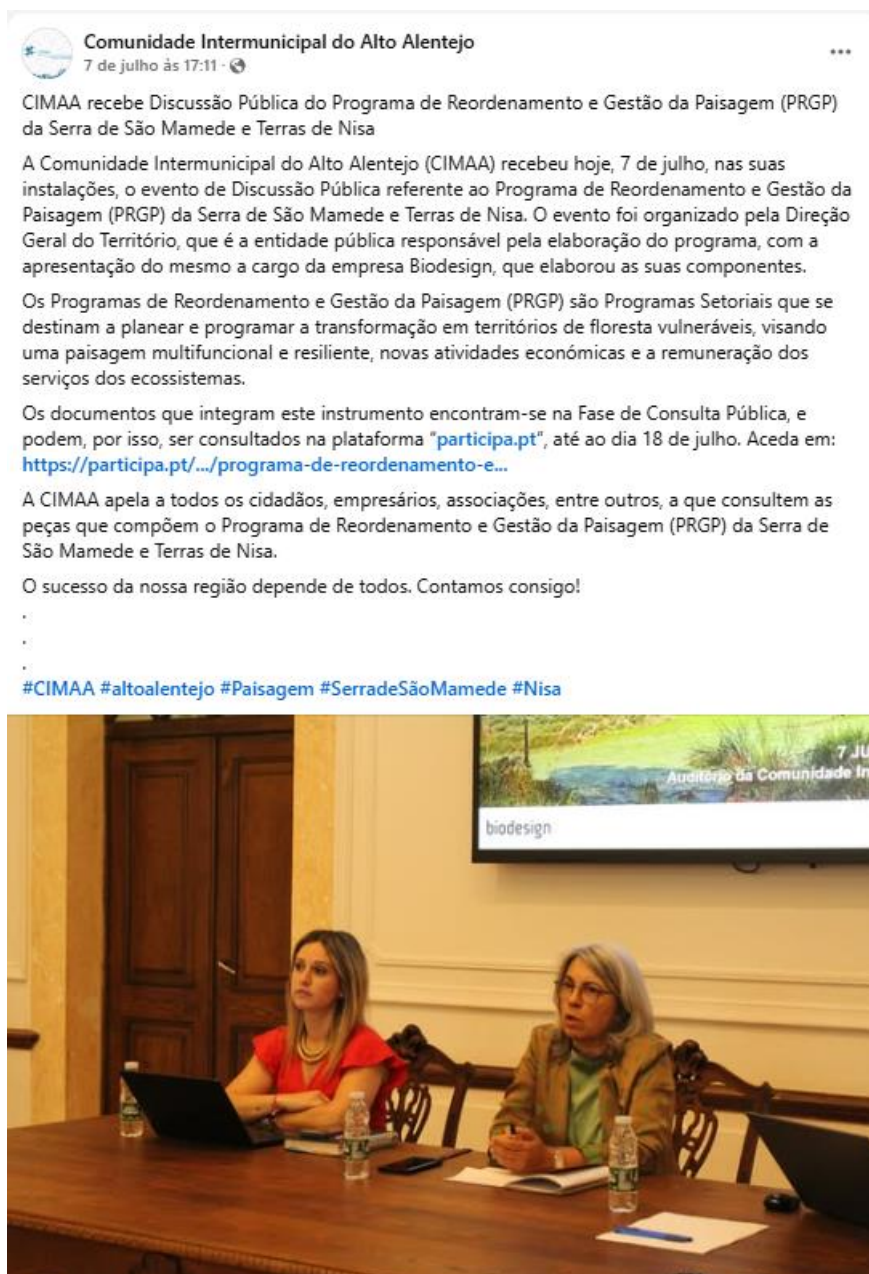 Comunidade Intermunicipal do Alto Alentejo
7 de julho às 17:11 ·
CIMAA recebe Discussão Pública do Programa de Reordenamento e Gestão da Paisagem (PRGP)
da Serra de São Mamede e Terras de Nisa
A Comunidade Intermunicipal do Alto Alentejo (CIMAA) recebeu hoje, 7 de julho, nas suas
instalações, o evento de Discussão Pública referente ao Programa de Reordenamento e Gestão da
Paisagem (PRGP) da Serra de São Mamede e Terras de Nisa. O evento foi organizado pela Direção
Geral do Território, que é a entidade pública responsável pela elaboração do programa, com a
apresentação do mesmo a cargo da empresa Biodesign, que elaborou as suas componentes.
Os Programas de Reordenamento e Gestão da Paisagem (PRGP) são Programas Setoriais que se
destinam a planear e programar a transformação em territórios de floresta vulneráveis, visando
uma paisagem multifuncional e resiliente, novas atividades económicas e a remuneração dos
serviços dos ecossistemas.
Os documentos que integram este instrumento encontram-se na Fase de Consulta Pública, e
podem, por isso, ser consultados na plataforma "participa.pt", até ao dia 18 de julho. Aceda em:
https://participa.pt/.../programa-de-reordenamento-e...
A CIMAA apela a todos os cidadãos, empresários, associações, entre outros, a que consultem as
peças que compõem o Programa de Reordenamento e Gestão da Paisagem (PRGP) da Serra de
São Mamede e Terras de Nisa.
O sucesso da nossa região depende de todos. Contamos consigo!
.
.
.
#CIMAA #altoalentejo #Paisagem #SerradeSãoMamede #Nisa
7 JU
Auditório da Comunidade In
biodesign